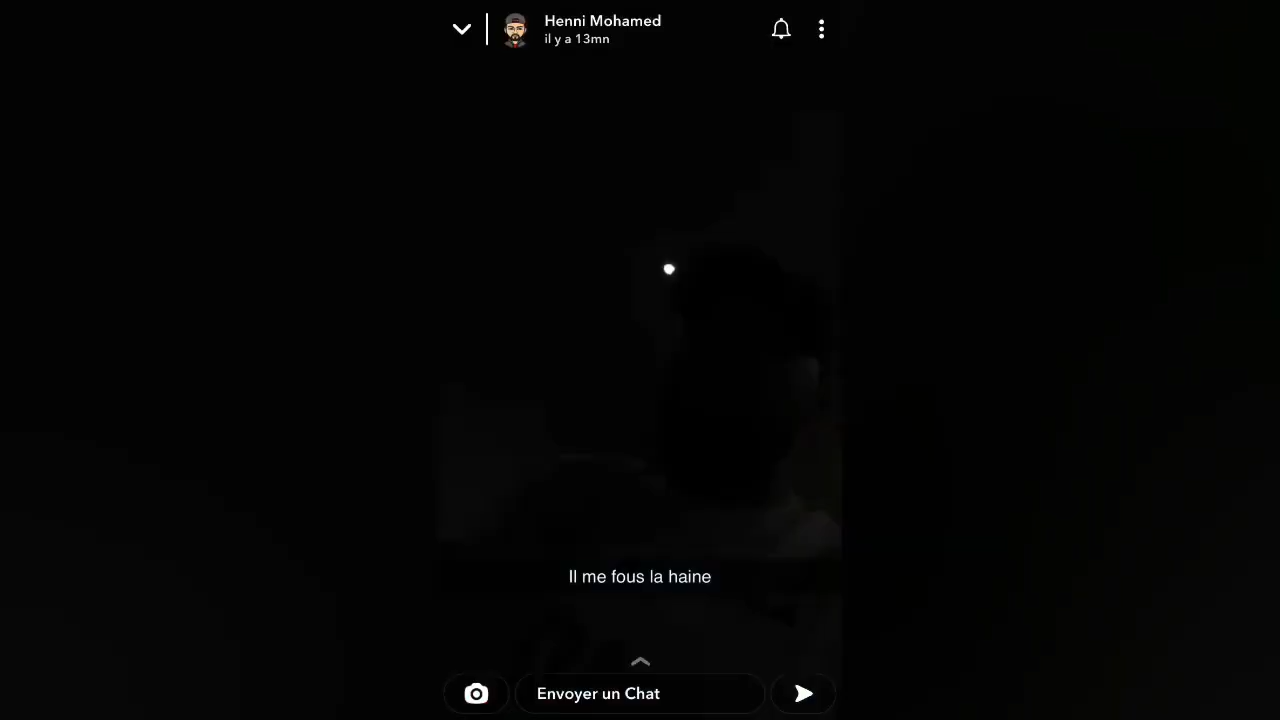 Henni Mohamed
il y a 13mn
Il me fous la haine
Envoyer un Chat